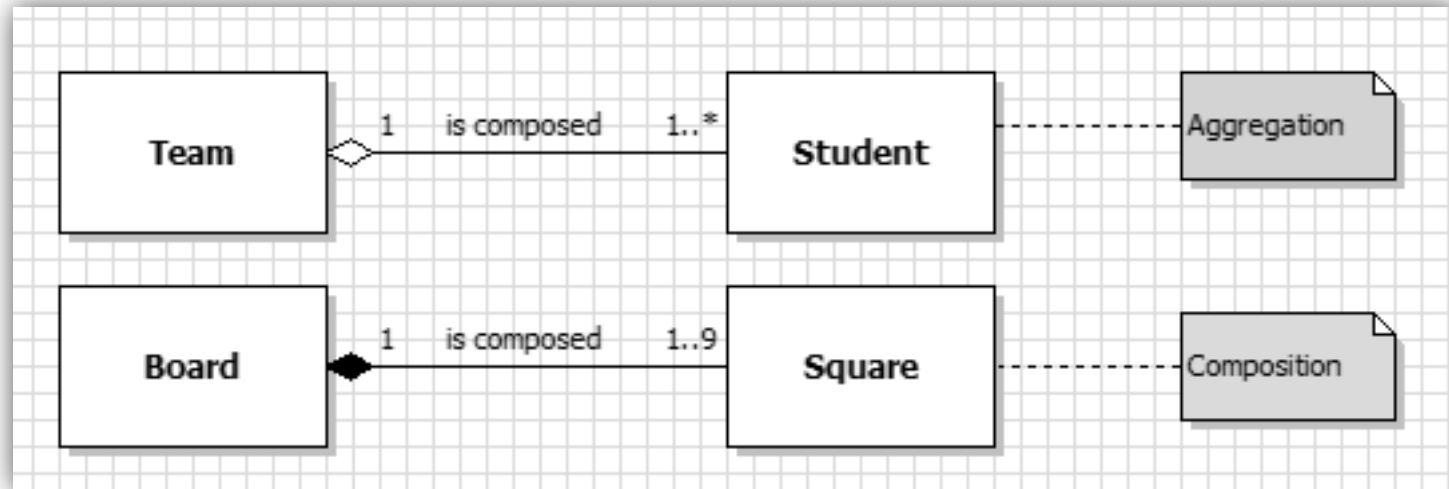 Team
1 is composed 1..*
Student
Aggregation
Board
1 is composed 1..9
Square
Composition